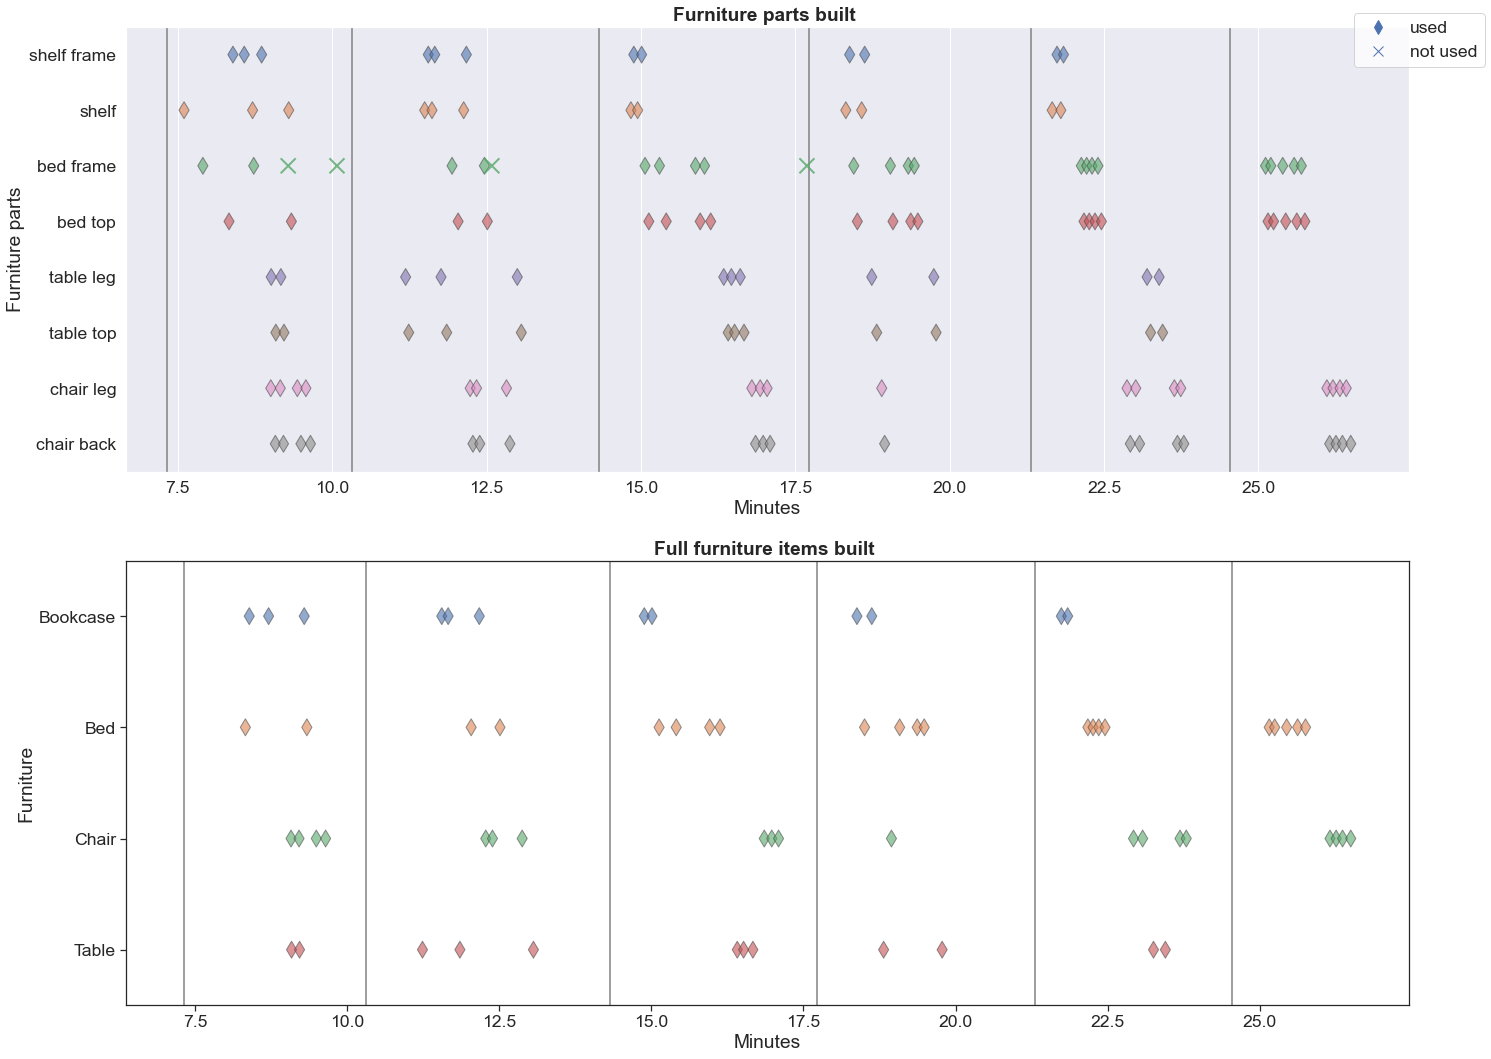 Furniture parts built
used
not used
shelf frame
shelf
bed frame
bed top
table leg
table top
chair leg
chair back
Furniture parts
7.5 10.0 12.5 15.0 17.5 20.0 22.5 25.0
Minutes
Full furniture items built
Bookcase
Bed
Chair
Table
Furniture
7.5 10.0 12.5 15.0 17.5 20.0 22.5 25.0
Minutes